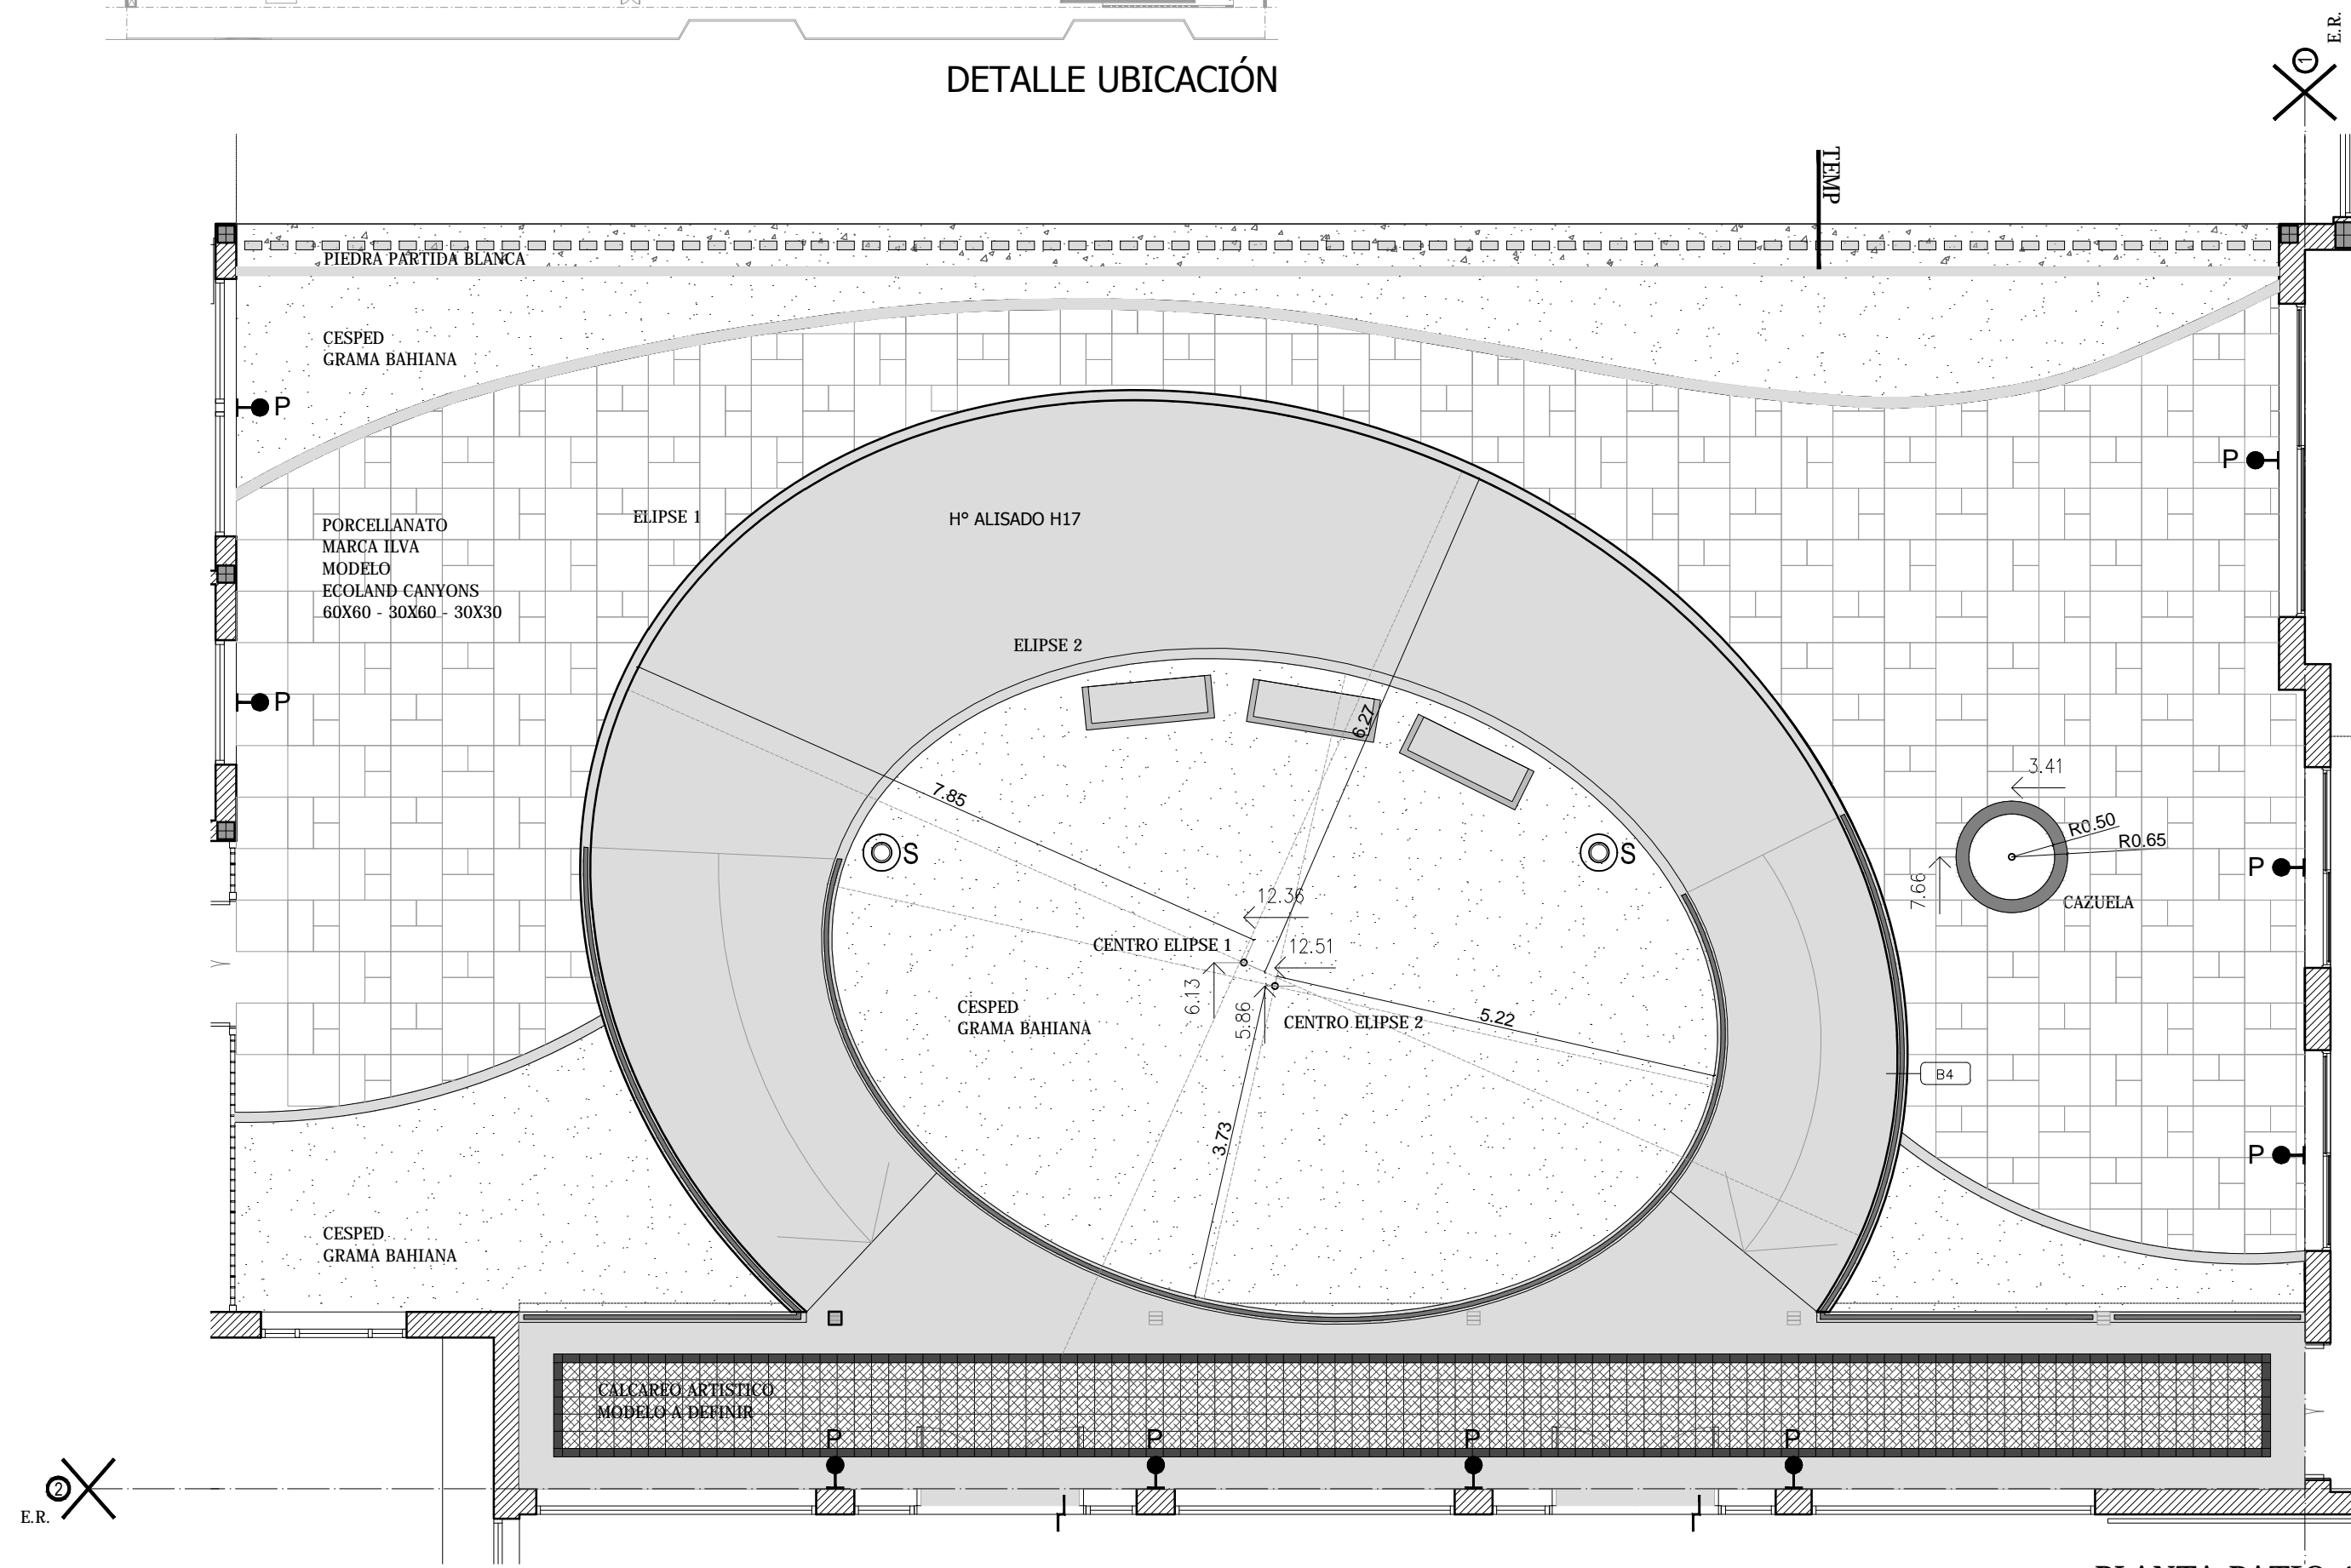 DETALLE UBICACIÓN
1
E.R.
TEMP
PIEDRA PARTIDA BLANCA
CESPED
GRAMA BAHIANA
P
P
PORCELLANATO
MARCA ILVA
MODELO
ECOLAND CANYONS
60X60 - 30X60 - 30X30
ELIPSE 1
H° ALISADO H17
ELIPSE 2
6.27
P
7.85
3.41
R0.50
R0.65
7.66
CAZUELA
P
S
S
12.36
CENTRO ELIPSE 1
12.51
6.13
5.86
CENTRO ELIPSE 2
5.22
CESPED
GRAMA BAHIANA
3.73
B4
P
CESPED
GRAMA BAHIANA
CALCAREO ARTISTICO
MODELO A DEFINIR
P
P
P
P
2
E.R.